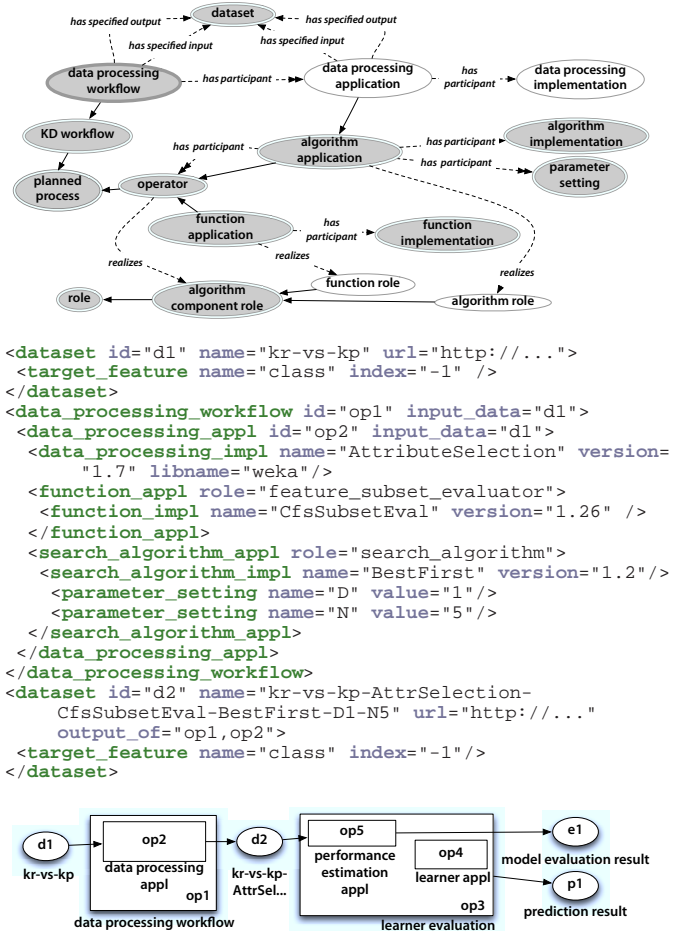 dataset
has specified output
has specified output
has specified input
has specified input
data processing
workflow
has participant
data processing
application
has
participant
data processing
implementation
KD workflow
algorithm
application
has participant
algorithm
implementation
has participant
has participant
parameter
setting
planned
process
operator
function
application
has
participant
function
implementation
realizes
realizes
realizes
function role
role
algorithm
component role
algorithm role
<dataset id="d1" name="kr-vs-kp" url="http://...">
<target_feature name="class" index="-1" />
</dataset>
<data_processing_workflow id="op1" input_data="d1">
<data_processing_appl id="op2" input_data="d1">
<data_processing_impl name="AttributeSelection" version=
"1.7" libname="weka"/>
<function_appl role="feature_subset_evaluator">
<function_impl name="CfsSubsetEval" version="1.26" />
</function_appl>
<search_algorithm_appl role="search_algorithm">
<search_algorithm_impl name="BestFirst" version="1.2"/>
<parameter_setting name="D" value="1"/>
<parameter_setting name="N" value="5"/>
</search_algorithm_appl>
</data_processing_appl>
</data_processing_workflow>
<dataset id="d2" name="kr-vs-kp-AttrSelection-
CfsSubsetEval-BestFirst-D1-N5" url="http://..."
output_of="op1,op2">
<target_feature name="class" index="-1"/>
</dataset>
d1
kr-vs-kp
op2
data processing
appl
op1
data processing workflow
d2
kr-vs-kp-
AttrSel...
op5
performance
estimation
appl
op4
learner appl
op3
learner evaluation
e1
model evaluation result
p1
prediction result